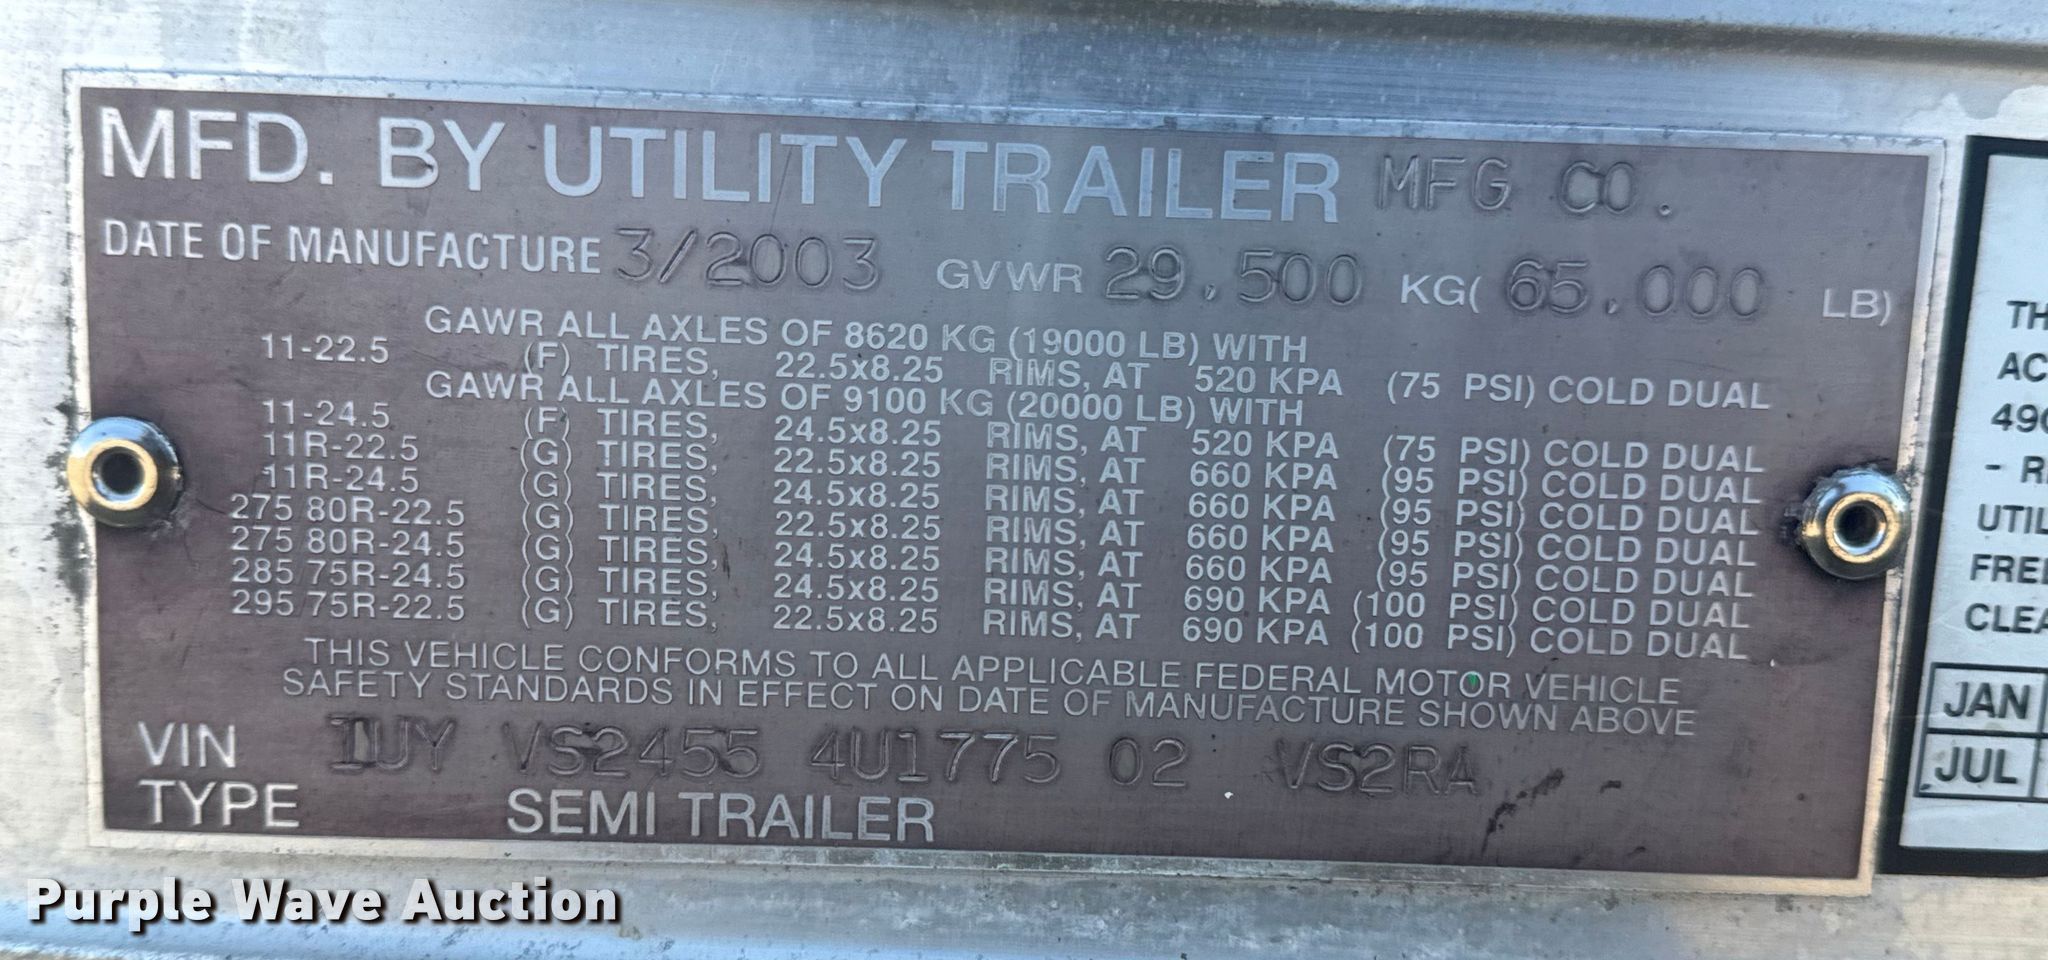 MFD. BY UTILITY TRAILER MFG CO.
DATE OF MANUFACTURE 3/2003 GVWR 29,500 KG( 65,000 LB)
GAWR ALL AXLES OF 8620 KG (19000 LB) WITH
11-22.5 (F) TIRES, 22.5x8.25 RIMS, AT 520 KPA (75 PSI) COLD DUAL
GAWR ALL AXLES OF 9100 KG (20000 LB) WITH
11-24.5 (F) TIRES, 24.5x8.25 RIMS, AT 520 KPA (75 PSI) COLD DUAL
11R-22.5 (G) TIRES, 22.5x8.25 RIMS, AT 660 KPA (95 PSI) COLD DUAL
11R-24.5 (G) TIRES, 24.5x8.25 RIMS, AT 660 KPA (95 PSI) COLD DUAL
275/80R-22.5 (G) TIRES, 22.5x8.25 RIMS, AT 660 KPA (95 PSI) COLD DUAL
275/80R-24.5 (G) TIRES, 24.5x8.25 RIMS, AT 660 KPA (95 PSI) COLD DUAL
285/75R-24.5 (G) TIRES, 24.5x8.25 RIMS, AT 690 KPA (100 PSI) COLD DUAL
295/75R-22.5 (G) TIRES, 22.5x8.25 RIMS, AT 690 KPA (100 PSI) COLD DUAL
THIS VEHICLE CONFORMS TO ALL APPLICABLE FEDERAL MOTOR VEHICLE
SAFETY STANDARDS IN EFFECT ON DATE OF MANUFACTURE SHOWN ABOVE
VIN 1UY VS2455 4U1775 02 VS2RA
TYPE SEMI TRAILER
JAN
JUL
Purple Wave Auction